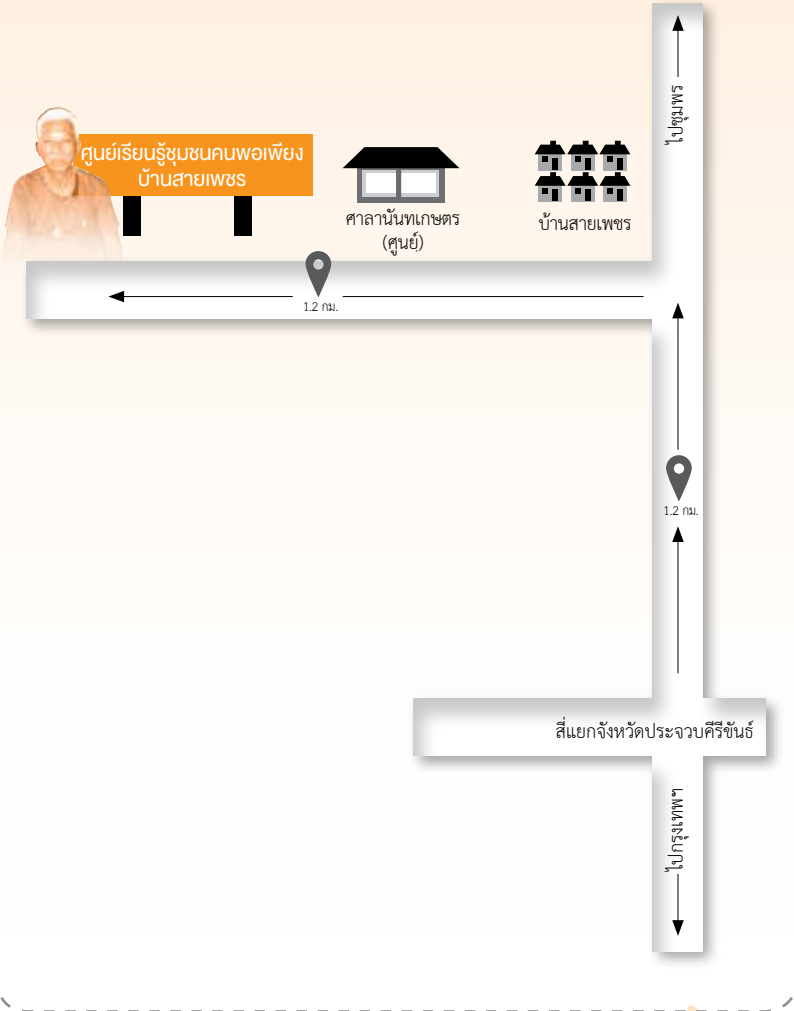 ไปชุมพร
ศูนย์เรียนรู้ชุมชนคนพอเพียง
บ้านสายเพชร
ศาลานันทเกษตร
(ศูนย์)
บ้านสายเพชร
1.2 กม.
1.2 กม.
สี่แยกจังหวัดประจวบคีรีขันธ์
ไปกรุงเทพฯ